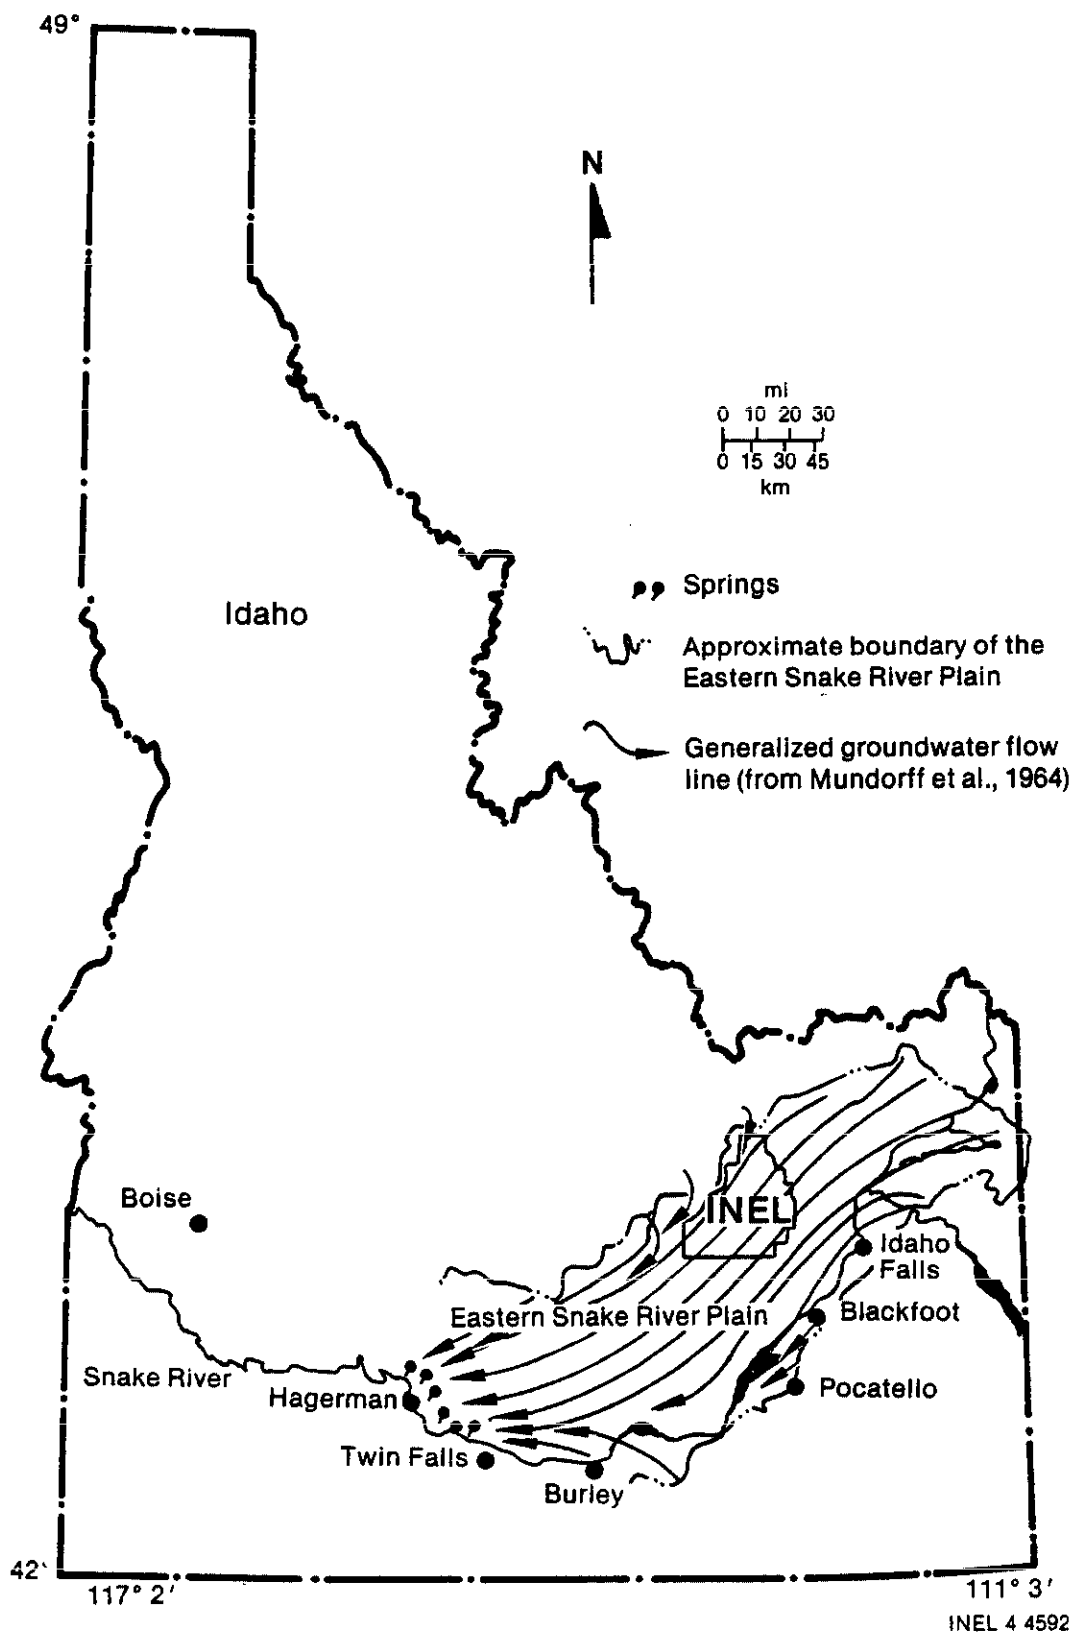 49°
N
mi
0 10 20 30
0 15 30 45
km
Springs
Idaho
Approximate boundary of the
Eastern Snake River Plain
Generalized groundwater flow
line (from Mundorff et al., 1964)
Boise
INEL
Idaho
Falls
Eastern Snake River Plain
Blackfoot
Snake River
Hagerman
Pocatello
Twin Falls
Burley
42'
117° 2'
111° 3'
INEL 4 4592